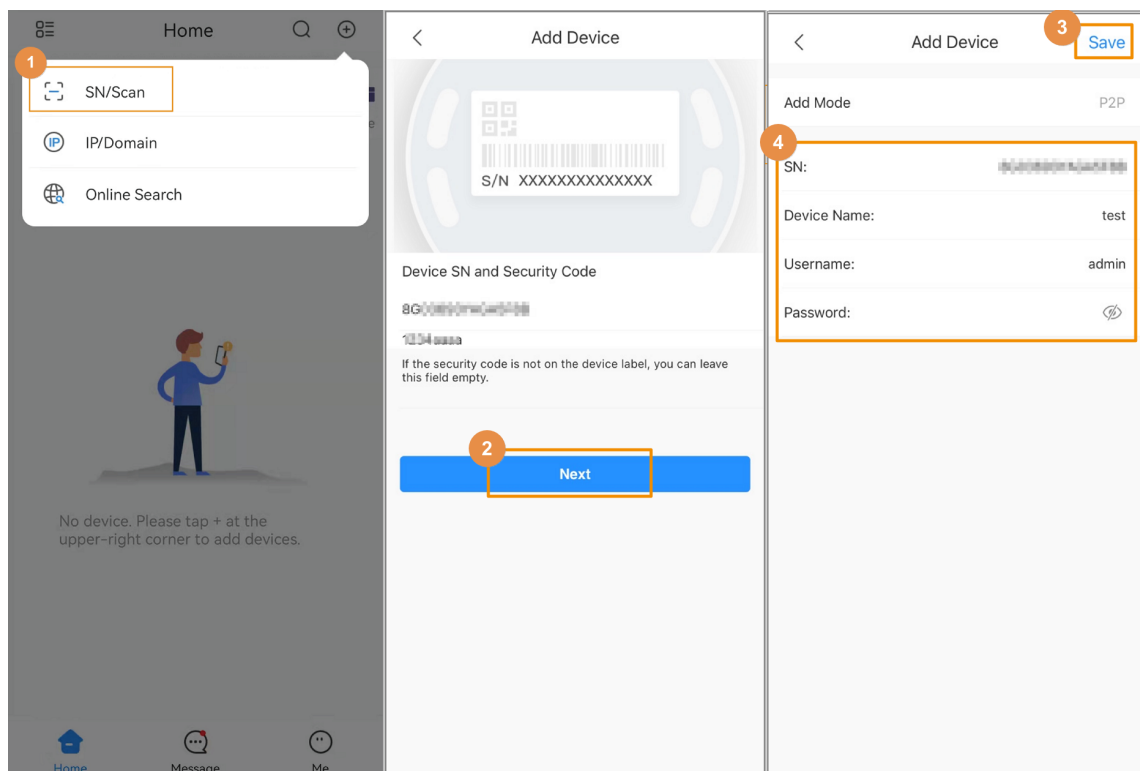 Home
1
SN/Scan
IP
IP/Domain
Online Search
No device. Please tap + at the
upper-right corner to add devices.
Home
Message
Me
Add Device
S/N XXXXXXXXXXXXXX
Device SN and Security Code
8G
If the security code is not on the device label, you can leave
this field empty.
2
Next
3
Add Device
Save
Add Mode P2P
4
SN:
Device Name: test
Username: admin
Password: